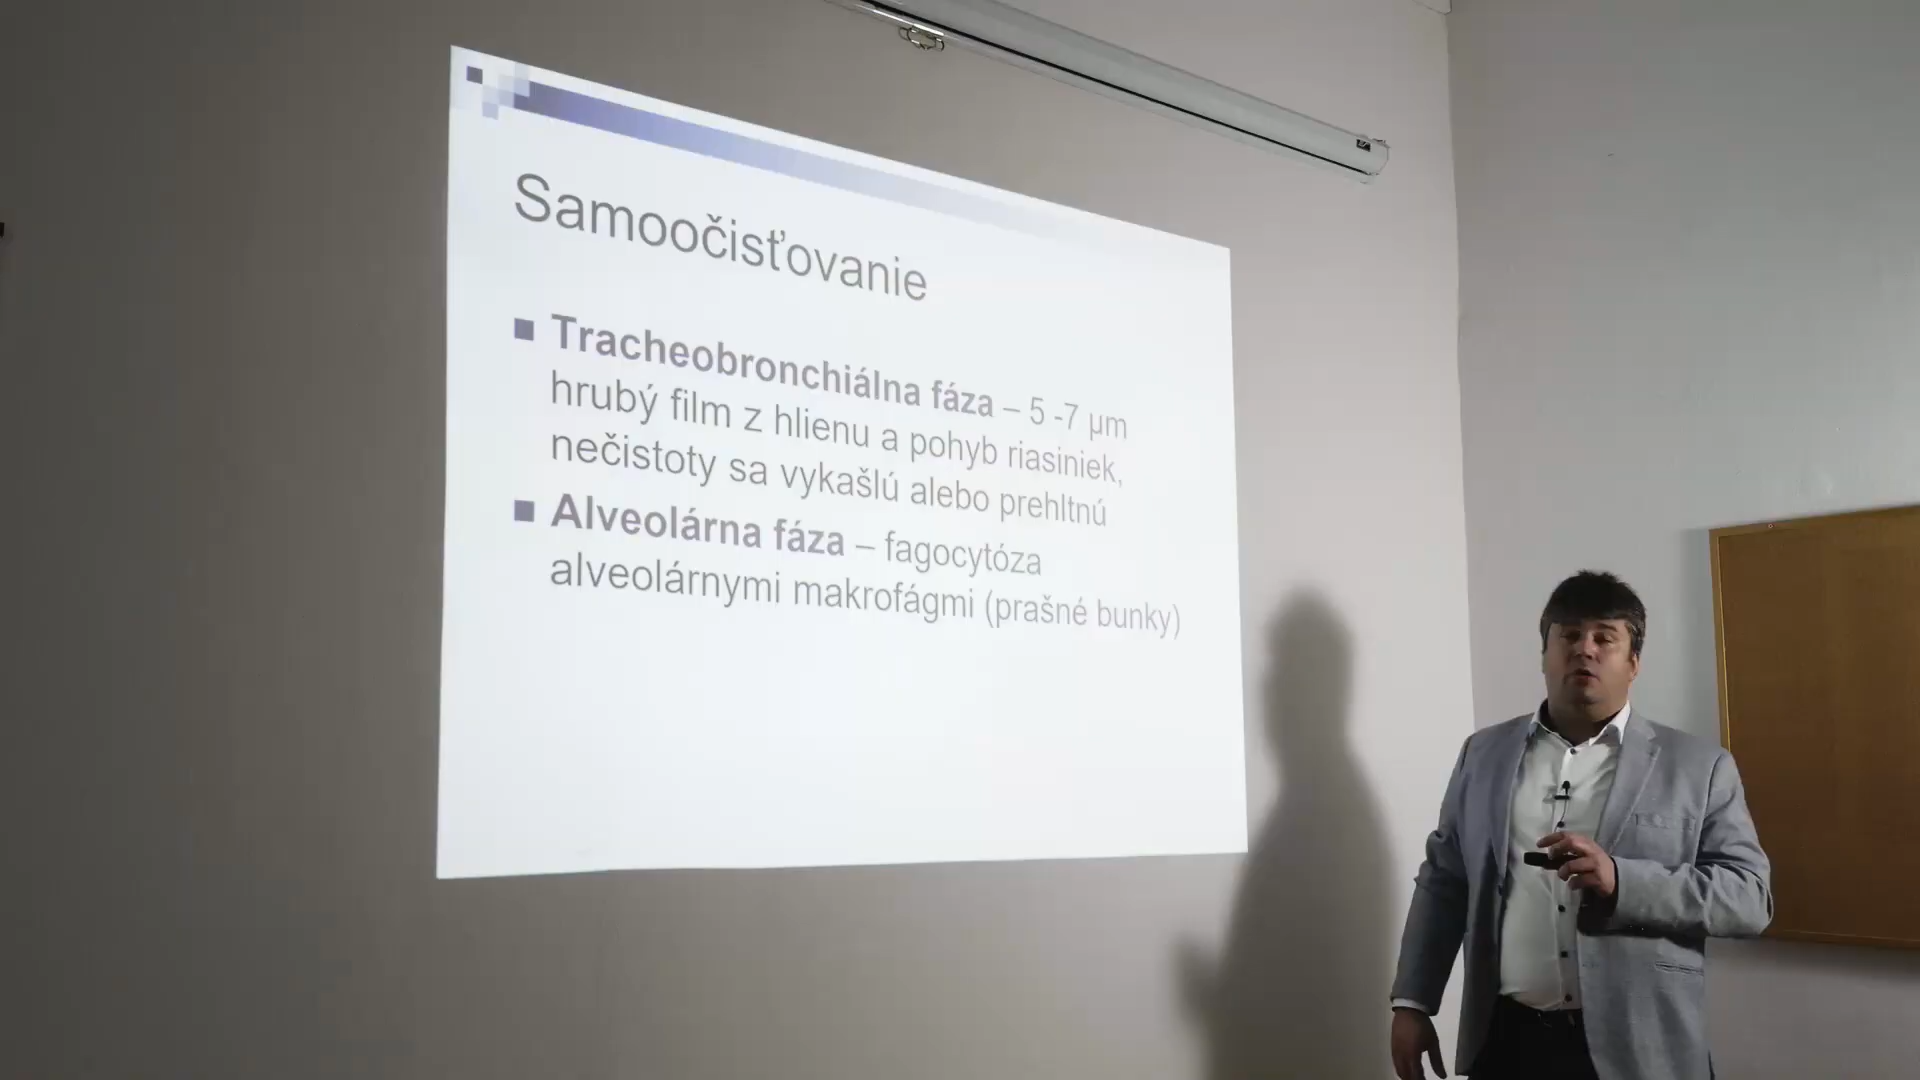 Samoočisťovanie
Tracheobronchiálna fáza – 5 -7 µm
hrubý film z hlienu a pohyb riasiniek,
nečistoty sa vykašlú alebo prehltnú
Alveolárna fáza – fagocytóza
alveolárnymi makrofágmi (prašné bunky)